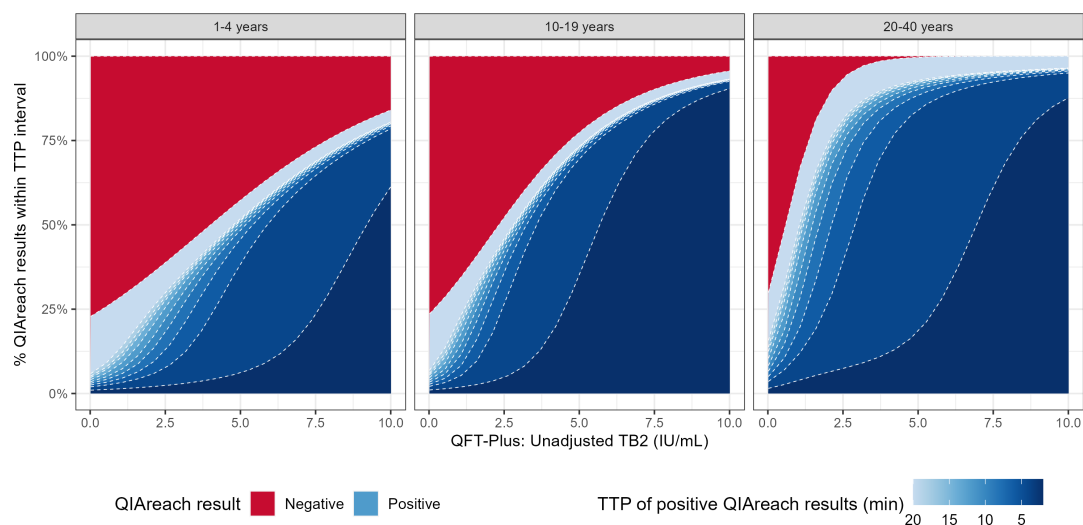 1-4 years 10-19 years 20-40 years
% QIAreach results within TTP interval
100%
75%
50%
25%
0%
0.0 2.5 5.0 7.5 10.0 0.0 2.5 5.0 7.5 10.0 0.0 2.5 5.0 7.5 10.0
QFT-Plus: Unadjusted TB2 (IU/mL)
QIAreach result Negative Positive TTP of positive QIAreach results (min)
20 15 10 5